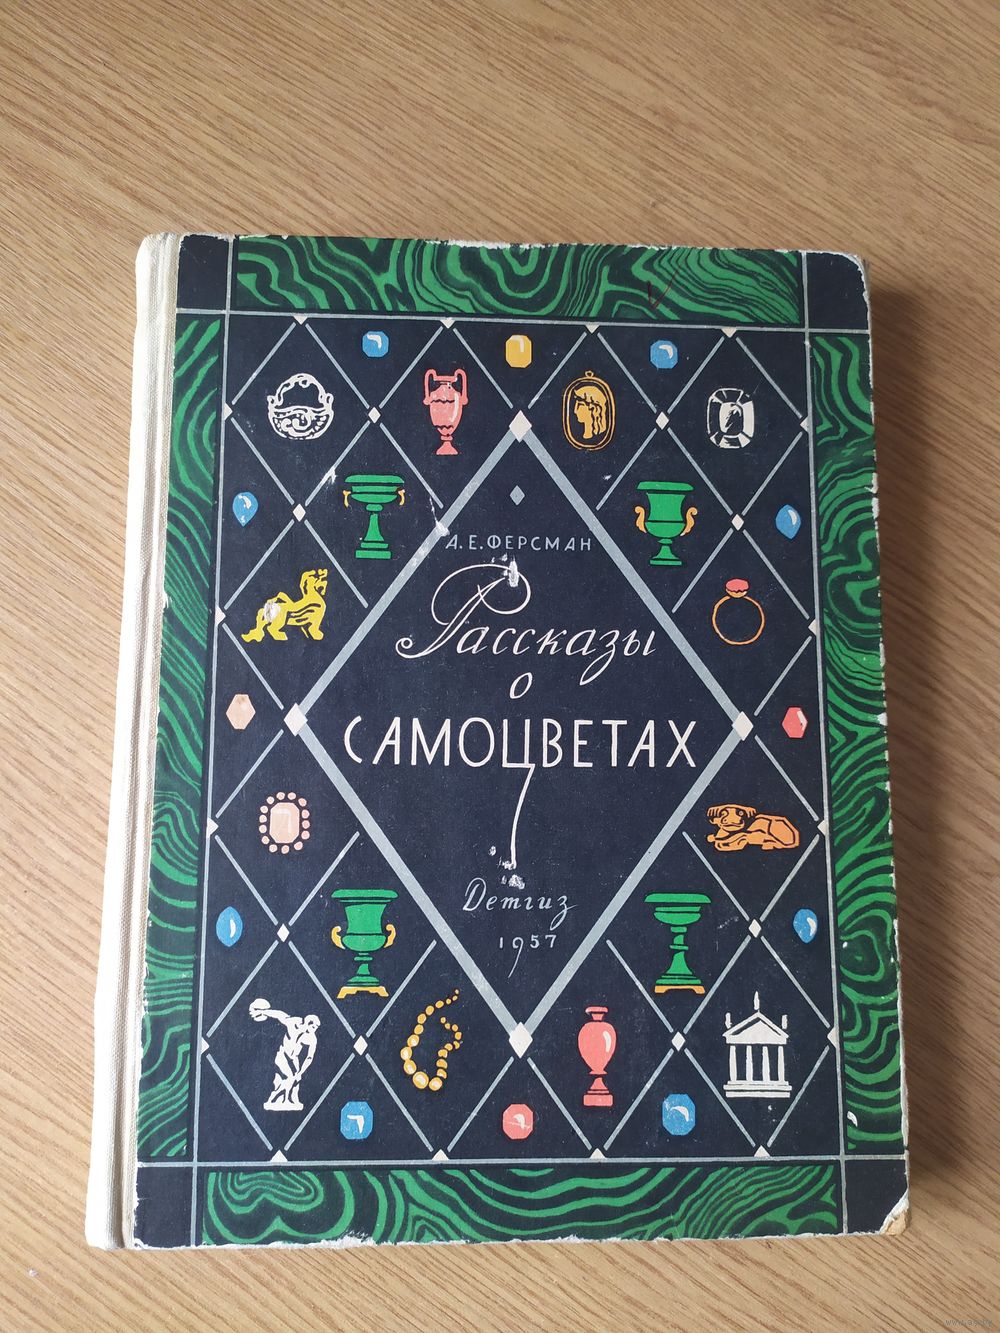 А.Е.ФЕРСМАН
Рассказы
о
САМОЦВЕТАХ
Детгиз
1957